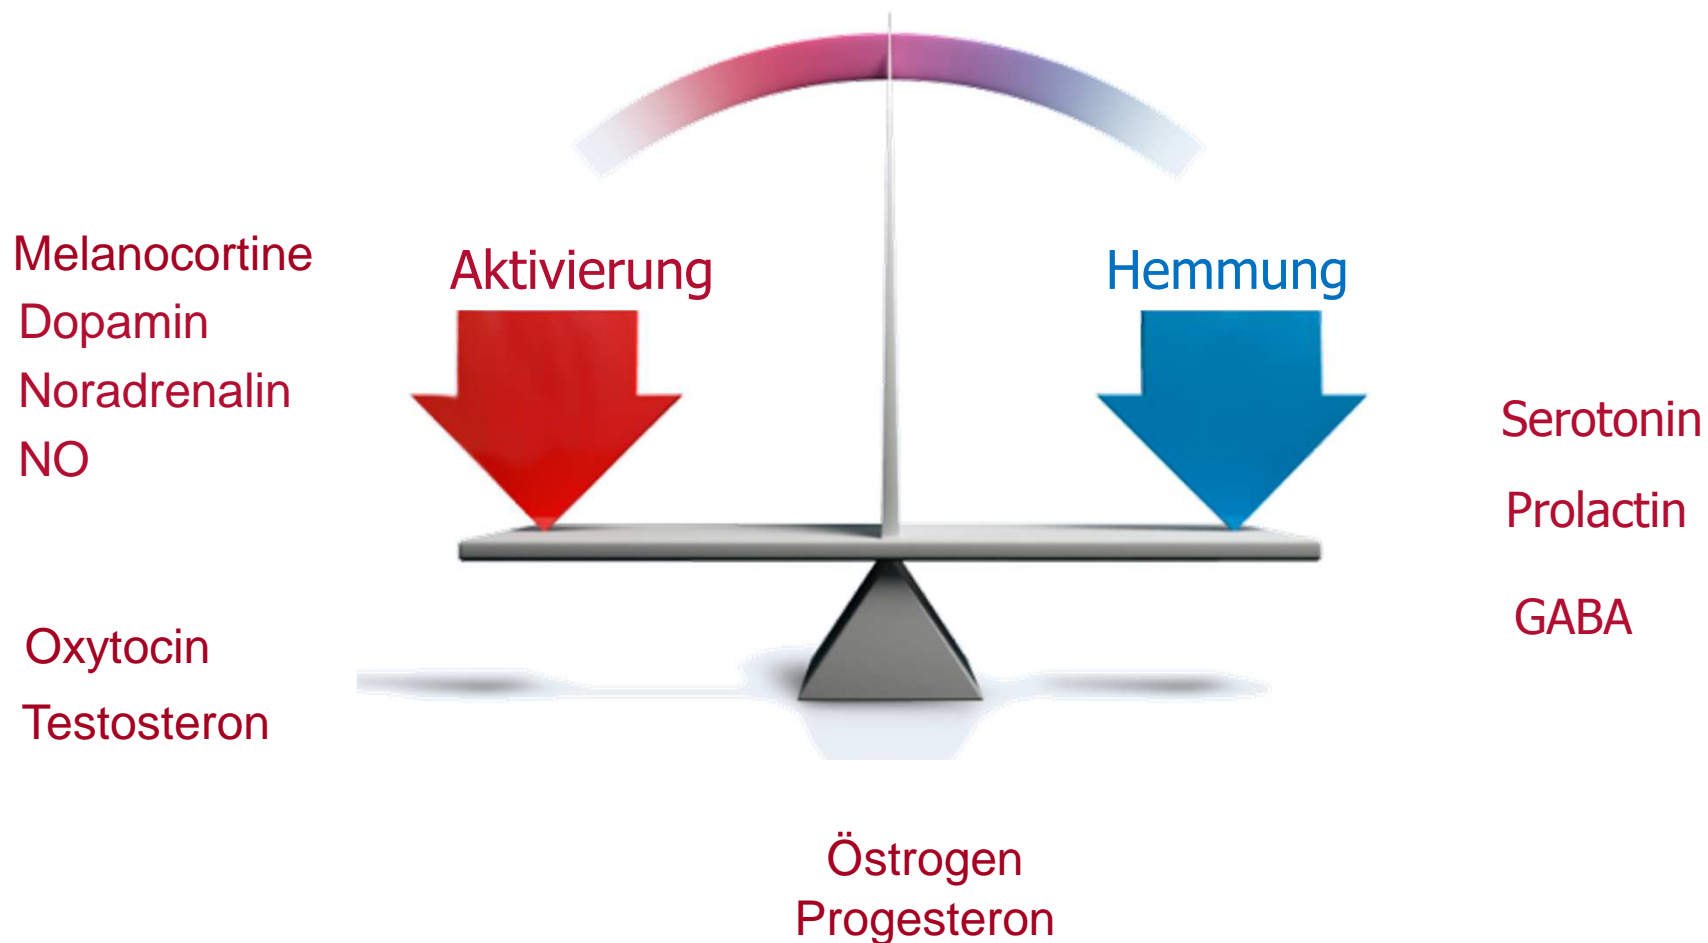 Melanocortine
Dopamin
Noradrenalin
NO
Oxytocin
Testosteron
Aktivierung
Hemmung
Serotonin
Prolactin
GABA
Östrogen
Progesteron